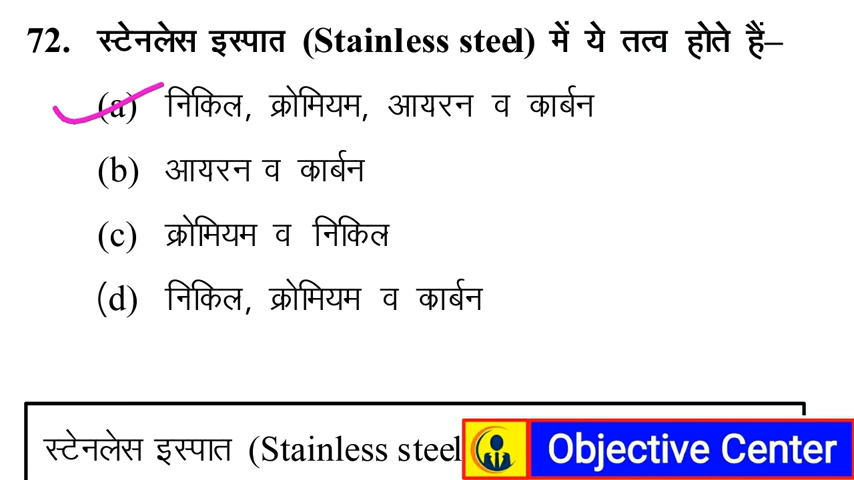 72. स्टेनलेस इस्पात (Stainless steel) में ये तत्व होते हैं–
(a) निकिल, क्रोमियम, आयरन व कार्बन
(b) आयरन व कार्बन
(c) क्रोमियम व निकिल
(d) निकिल, क्रोमियम व कार्बन
स्टेनलेस इस्पात (Stainless steel
Objective Center